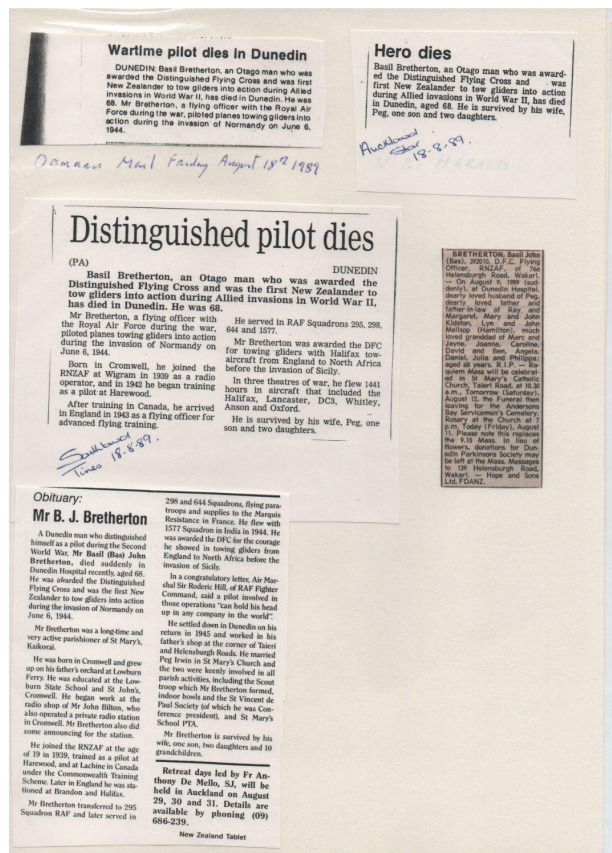 Wartime pilot dies in Dunedin
DUNEDIN: Basil Bretherton, an Otago man who was
awarded the Distinguished Flying Cross and was first
New Zealander to tow gliders into action during Allied
invasions in World War II, has died in Dunedin. He was
68. Mr Bretherton, a flying officer with the Royal Air
Force during the war, piloted planes towing gliders into
action during the invasion of Normandy on June 6,
1944.
Mail Friday August 18th 1989
Hero dies
Basil Bretherton, an Otago man who was award-
ed the Distinguished Flying Cross and was
first New Zealander to tow gliders into action
during Allied invasions in World War II, has died
in Dunedin, aged 68. He is survived by his wife,
Peg, one son and two daughters.
Auckland
Star
18-8-89.
N Z HERALD
Distinguished pilot dies
(PA)
DUNEDIN
Basil Bretherton, an Otago man who was awarded the
Distinguished Flying Cross and was the first New Zealander to
tow gliders into action during Allied invasions in World War II,
has died in Dunedin. He was 68.
Mr Bretherton, a flying officer with
the Royal Air Force during the war,
piloted planes towing gliders into action
during the invasion of Normandy on
June 6, 1944.
Born in Cromwell, he joined the
RNZAF at Wigram in 1939 as a radio
operator, and in 1942 he began training
as a pilot at Harewood.
After training in Canada, he arrived
in England in 1943 as a flying officer for
advanced flying training.
He served in RAF Squadrons 295, 298,
644 and 1577.
Mr Bretherton was awarded the DFC
for towing gliders with Halifax tow-
aircraft from England to North Africa
before the invasion of Sicily.
In three theatres of war, he flew 1441
hours in aircraft that included the
Halifax, Lancaster, DC3, Whitley,
Anson and Oxford.
He is survived by his wife, Peg, one
son and two daughters.
Southland
Times 18-8-89.
BRETHERTON, Basil John
(Bas), 392010, D.F.C. Flying
Officer, RNZAF, of 76a
Helensburgh Road, Wakari.
— On August 9, 1989 (sud-
denly), at Dunedin Hospital,
dearly loved husband of Peg,
dearly loved father and
father-in-law of Ray and
Margaret, Mary and John
Kidston, Lyn and John
Mallsop (Hamilton), much
loved granddad of Marc and
Jayne, Joanna, Caroline,
David and Ben, Angela,
Daniel, Julia and Philippa;
aged 68 years. R.I.P. — Re-
quiem Mass will be celebrat-
ed in St Mary's Catholic
Church, Taieri Road, at 10.30
a.m., Tomorrow (Saturday),
August 12, the Funeral then
leaving for the Andersons
Bay Servicemen's Cemetery.
Rosary at the Church at 7
p.m. Today (Friday), August
11. Please note this replaces
the 9.15 Mass. In lieu of
flowers, donations for Dun-
edin Parkinsons Society may
be left at the Mass. Messages
to 139 Helensburgh Road,
Wakari. — Hope and Sons
Ltd. FDANZ.
Obituary:
Mr B. J. Bretherton
A Dunedin man who distinguished
himself as a pilot during the Second
World War, Mr Basil (Bas) John
Bretherton, died suddenly in
Dunedin Hospital recently, aged 68.
He was awarded the Distinguished
Flying Cross and was the first New
Zealander to tow gliders into action
during the invasion of Normandy on
June 6, 1944.
Mr Bretherton was a long-time and
very active parishioner of St Mary's,
Kaikorai.
He was born in Cromwell and grew
up on his father's orchard at Lowburn
Ferry. He was educated at the Low-
burn State School and St John's,
Cromwell. He began work at the
radio shop of Mr John Bilton, who
also operated a private radio station
in Cromwell. Mr Bretherton also did
some announcing for the station.
He joined the RNZAF at the age
of 19 in 1939, trained as a pilot at
Harewood, and at Lachine in Canada
under the Commonwealth Training
Scheme. Later in England he was sta-
tioned at Brandon and Halifax.
Mr Bretherton transferred to 295
Squadron RAF and later served in
298 and 644 Squadrons, flying para-
troops and supplies to the Marquis
Resistance in France. He flew with
1577 Squadron in India in 1944. He
was awarded the DFC for the courage
he showed in towing gliders from
England to North Africa before the
invasion of Sicily.
In a congratulatory letter, Air Mar-
shal Sir Roderic Hill, of RAF Fighter
Command, said a pilot involved in
those operations "can hold his head
up in any company in the world".
He settled down in Dunedin on his
return in 1945 and worked in his
father's shop at the corner of Taieri
and Helensburgh Roads. He married
Peg Irwin in St Mary's Church and
the two were keenly involved in all
parish activities, including the Scout
troop which Mr Bretherton formed,
indoor bowls and the St Vincent de
Paul Society (of which he was Con-
ference president), and St Mary's
School PTA.
Mr Bretherton is survived by his
wife, one son, two daughters and 10
grandchildren.
Retreat days led by Fr An-
thony De Mello, SJ, will be
held in Auckland on August
29, 30 and 31. Details are
available by phoning (09)
686-239.
New Zealand Tablet